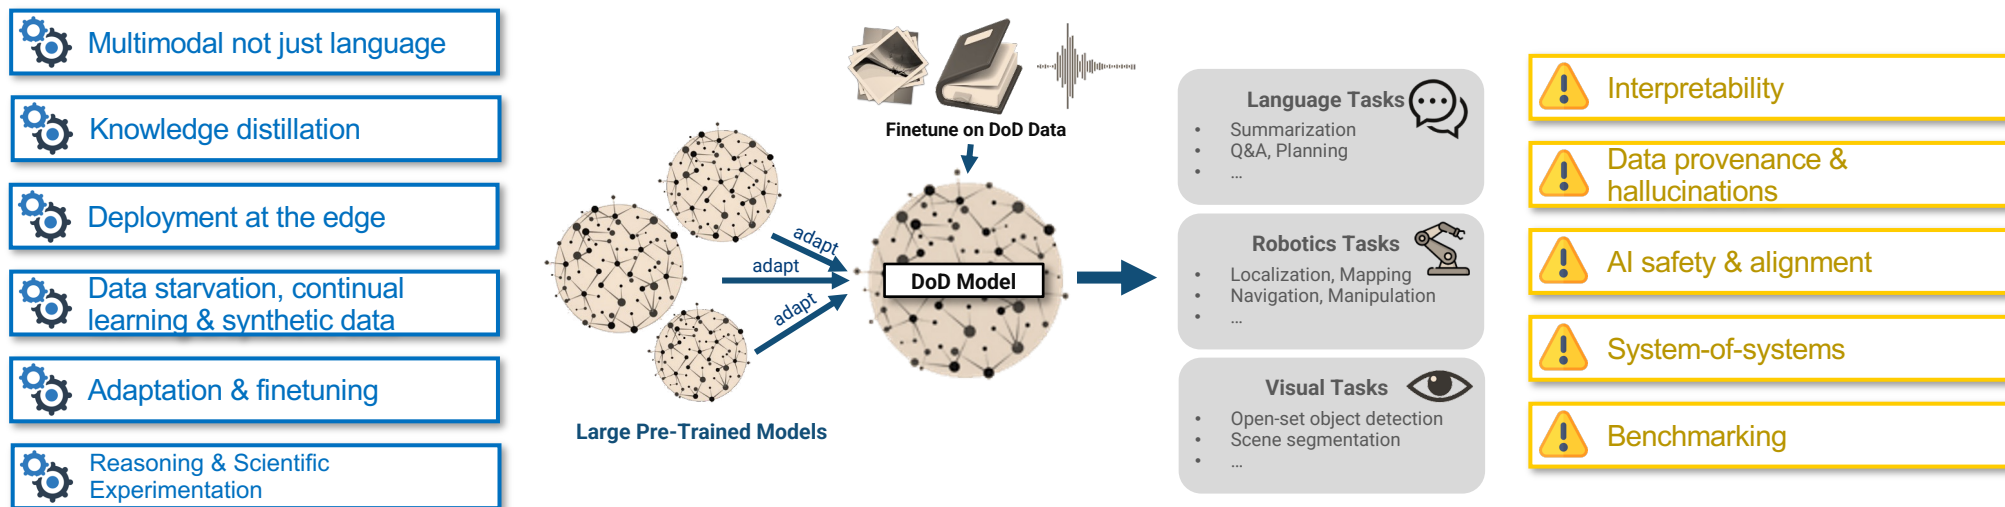 Multimodal not just language
Knowledge distillation
Deployment at the edge
Data starvation, continual
learning & synthetic data
Adaptation & finetuning
Reasoning & Scientific
Experimentation
Finetune on DoD Data
adapt
adapt
adapt
DoD Model
Large Pre-Trained Models
Language Tasks
• Summarization
• Q&A, Planning
• ...
Robotics Tasks
• Localization, Mapping
• Navigation, Manipulation
• ...
Visual Tasks
• Open-set object detection
• Scene segmentation
• ...
Interpretability
Data provenance &
hallucinations
AI safety & alignment
System-of-systems
Benchmarking